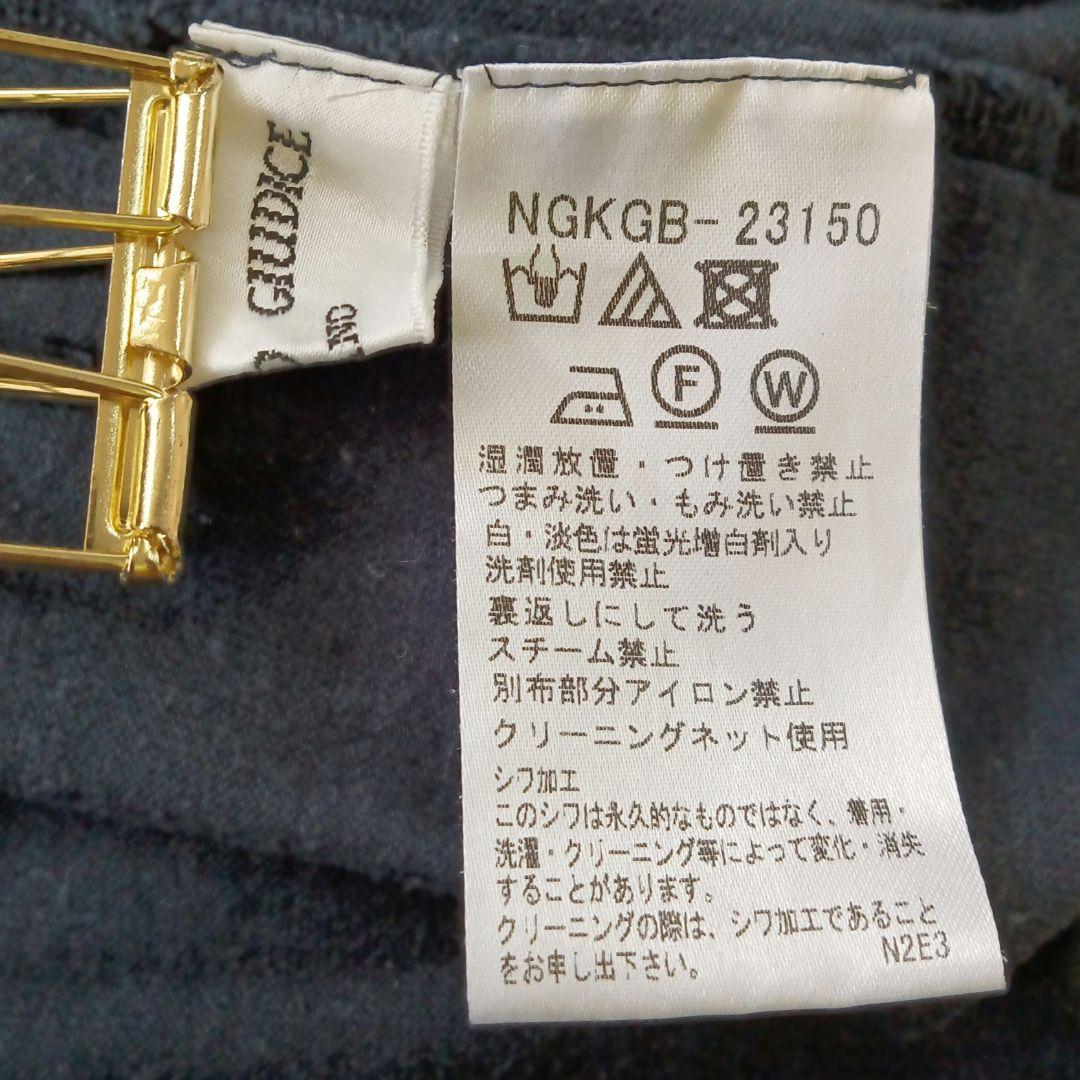 GIUDICE
NGKGB-23150
F W
湿潤放置・つけ置き禁止
つまみ洗い・もみ洗い禁止
白・淡色は蛍光増白剤入り
洗剤使用禁止
裏返しにして洗う
スチーム禁止
別布部分アイロン禁止
クリーニングネット使用
シワ加工
このシワは永久的なものではなく、着用・
洗濯・クリーニング等によって変化・消失
することがあります。
クリーニングの際は、シワ加工であること
をお申し出下さい。
N2E3